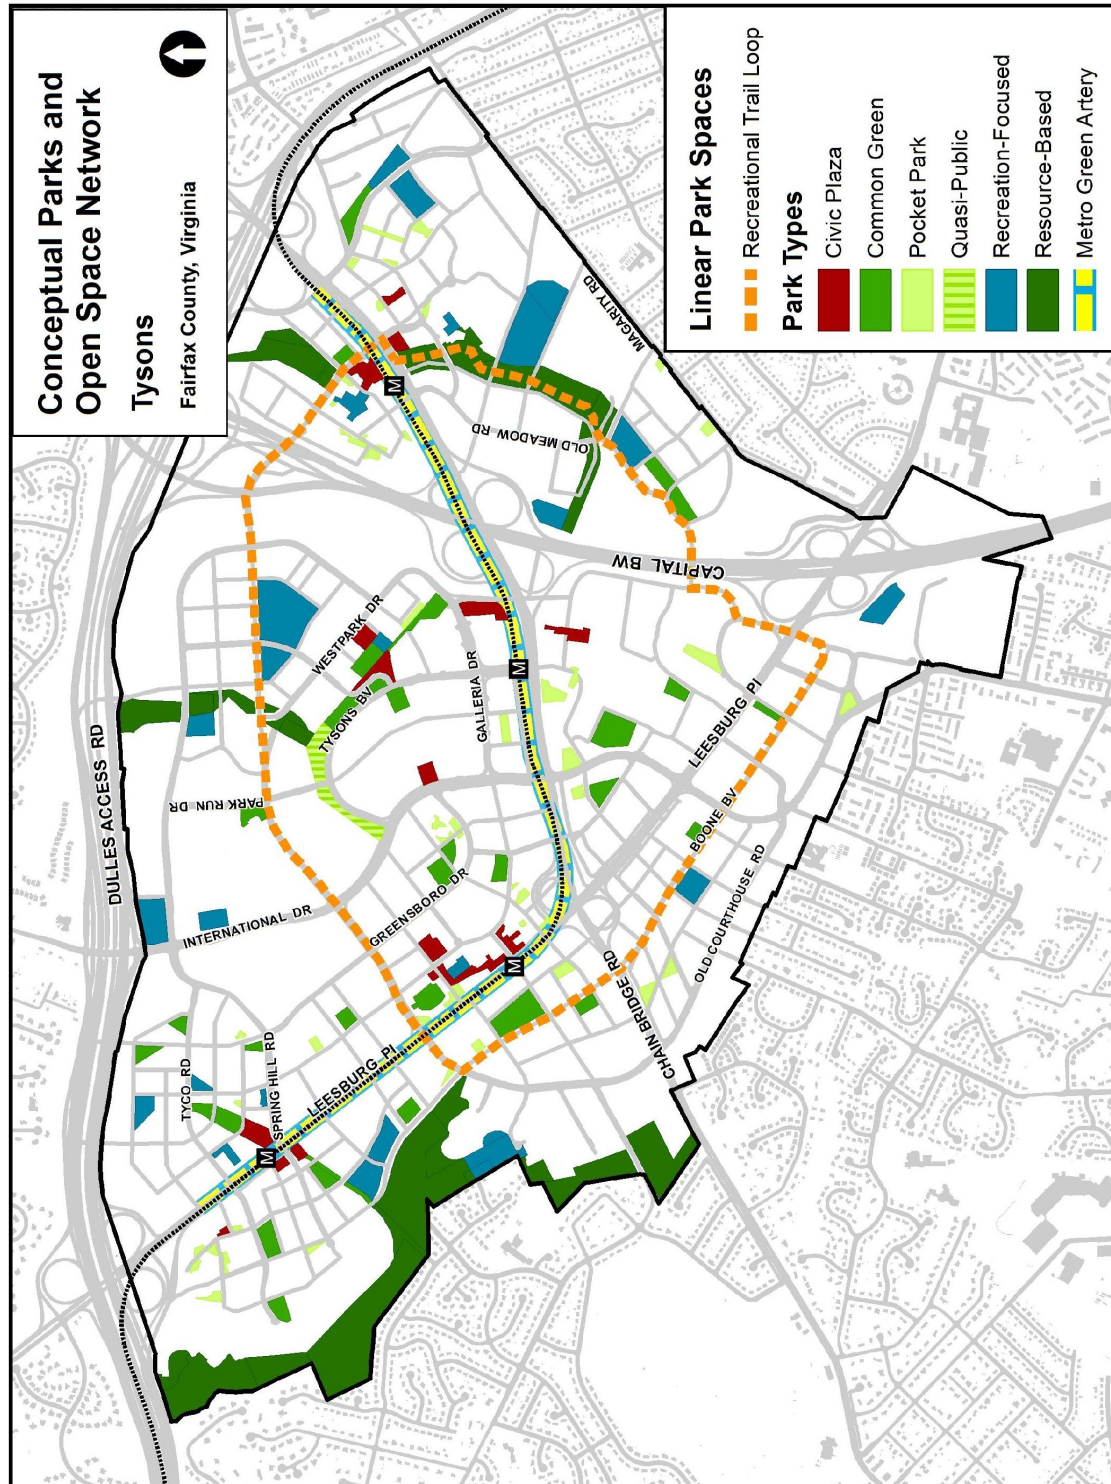 Conceptual Parks and
Open Space Network
Tysons
Fairfax County, Virginia
Linear Park Spaces
Recreational Trail Loop
Park Types
Civic Plaza
Common Green
Pocket Park
Quasi-Public
Recreation-Focused
Resource-Based
Metro Green Artery
DULLES ACCESS RD
TYCO RD
SPRING HILL RD
LEESBURG PI
M
INTERNATIONAL DR
GREENSBORO DR
PARK RUN DR
TYSONS BV
WESTPARK DR
GALLERIA DR
M
M
M
OLD MEADOW RD
MAGARITY RD
CAPITAL BW
LEESBURG PI
BOONE BV
OLD COURTHOUSE RD
CHAIN BRIDGE RD